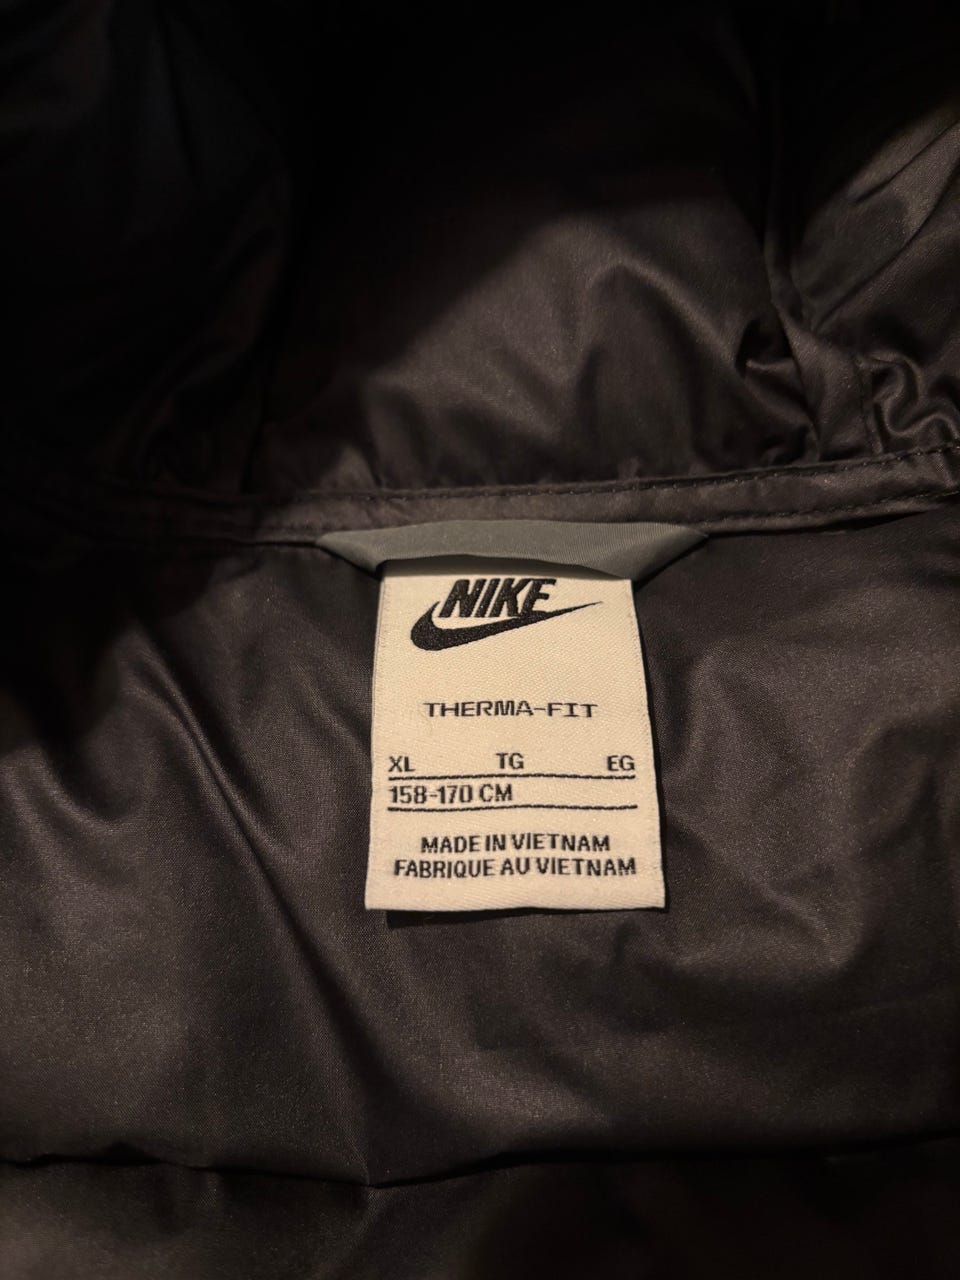 NIKE
THERMA-FIT
XL TG EG
158-170 CM
MADE IN VIETNAM
FABRIQUE AU VIETNAM